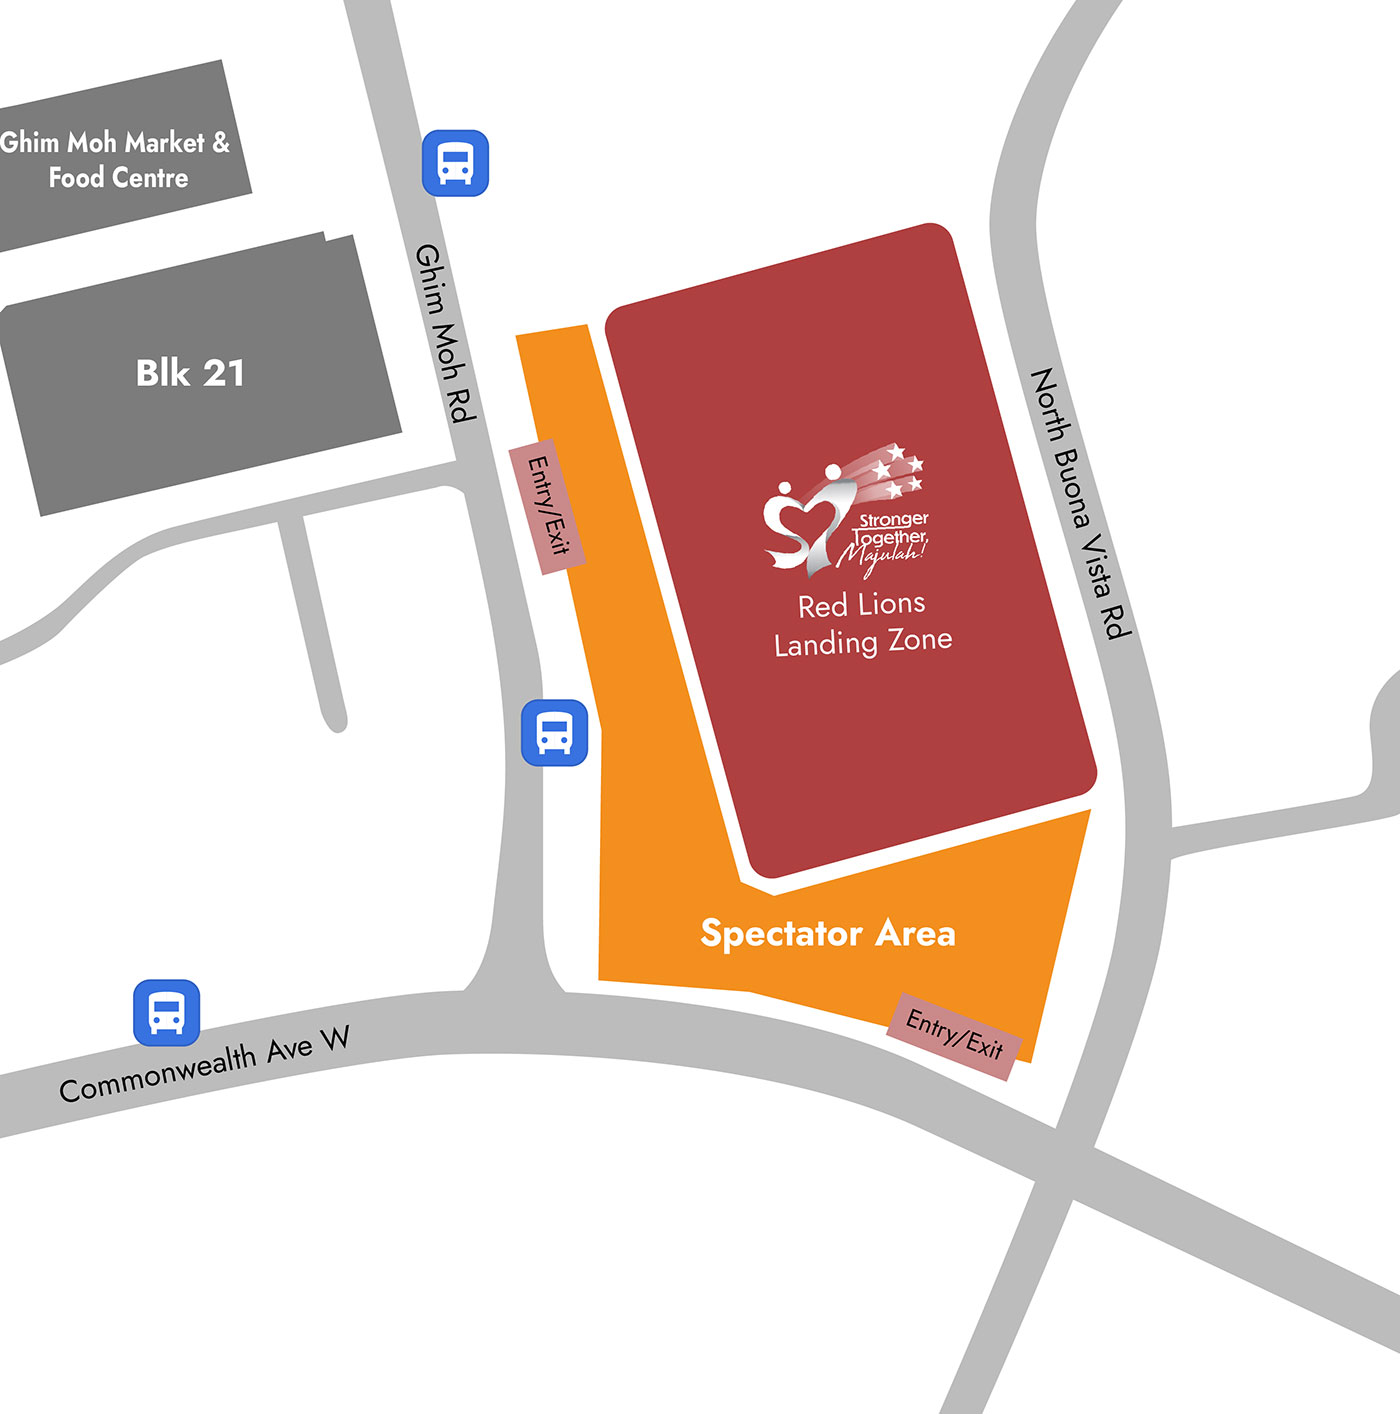 Ghim Moh Market &
Food Centre
Blk 21
Ghim Moh Rd
North Buona Vista Rd
Entry/Exit
Stronger
Together,
Majulah!
Red Lions
Landing Zone
Spectator Area
Entry/Exit
Commonwealth Ave W